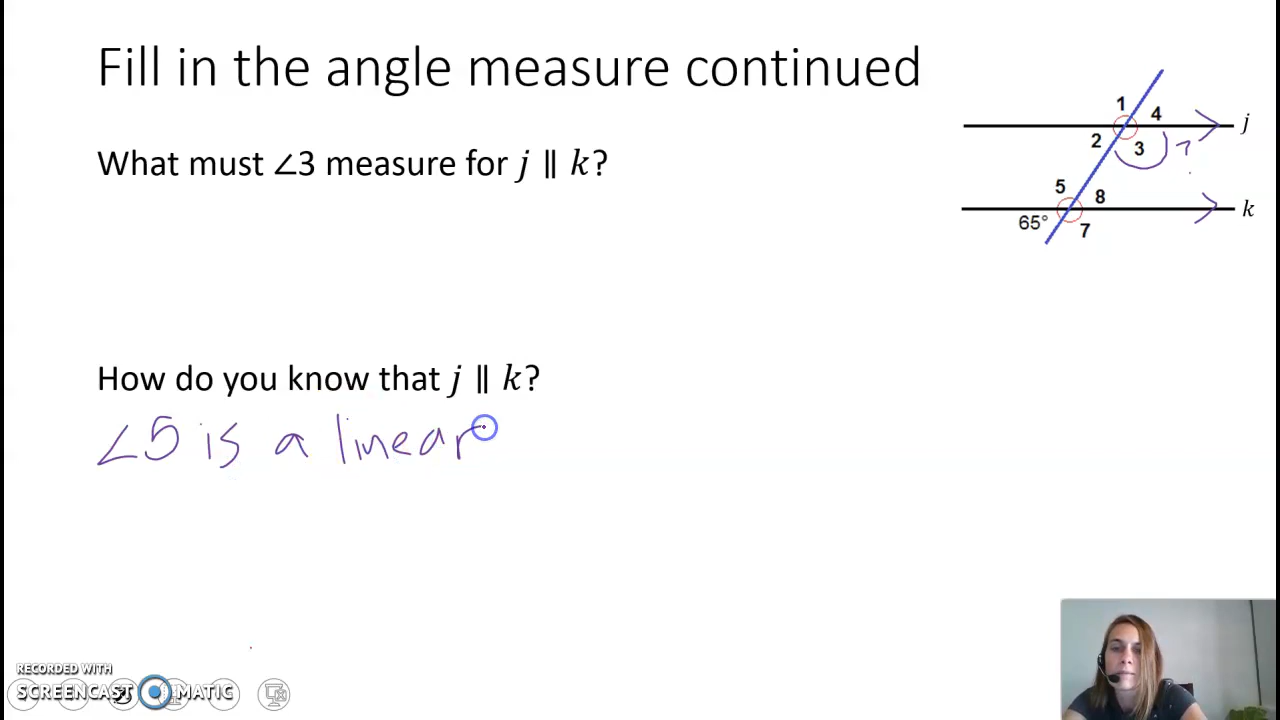 Fill in the angle measure continued
What must ∠3 measure for j ∥ k?
1 4 j
2 3 ?
5 8 k
65° 7
How do you know that j ∥ k?
∠5 is a linear
RECORDED WITH
SCREENCAST MATIC